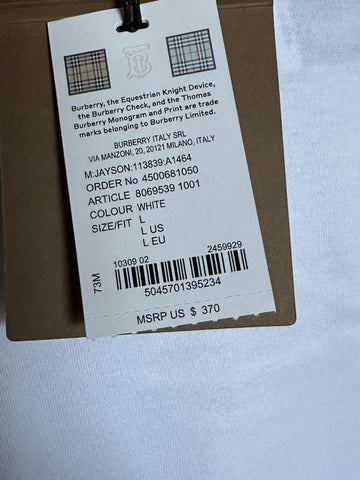 Burberry, the Equestrian Knight Device,
the Burberry Check, and the Thomas
Burberry Monogram and Print are trade
marks belonging to Burberry Limited.
BURBERRY ITALY SRL
VIA MANZONI, 20, 20121 MILANO, ITALY
M:JAYSON:113839:A1464
ORDER No 4500681050
ARTICLE 8069539 1001
COLOUR WHITE
SIZE/FIT L
L US
L EU
10309 02 2459929
73M
5045701395234
MSRP US $ 370